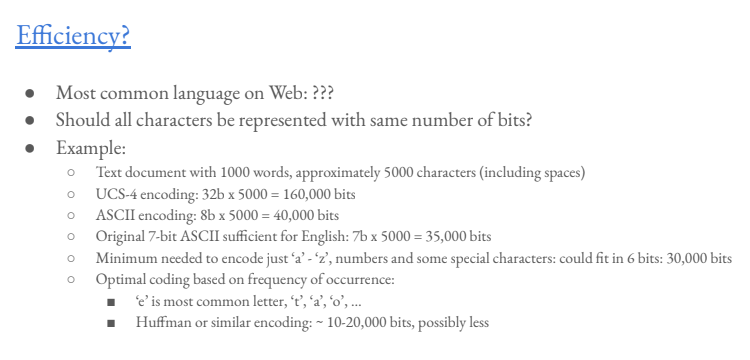 Efficiency?
● Most common language on Web: ???
● Should all characters be represented with same number of bits?
● Example:
○ Text document with 1000 words, approximately 5000 characters (including spaces)
○ UCS-4 encoding: 32b x 5000 = 160,000 bits
○ ASCII encoding: 8b x 5000 = 40,000 bits
○ Original 7-bit ASCII sufficient for English: 7b x 5000 = 35,000 bits
○ Minimum needed to encode just ‘a’ - ‘z’, numbers and some special characters: could fit in 6 bits: 30,000 bits
○ Optimal coding based on frequency of occurrence:
■ ‘e’ is most common letter, ‘t’, ‘a’, ‘o’, ...
■ Huffman or similar encoding: ~ 10-20,000 bits, possibly less